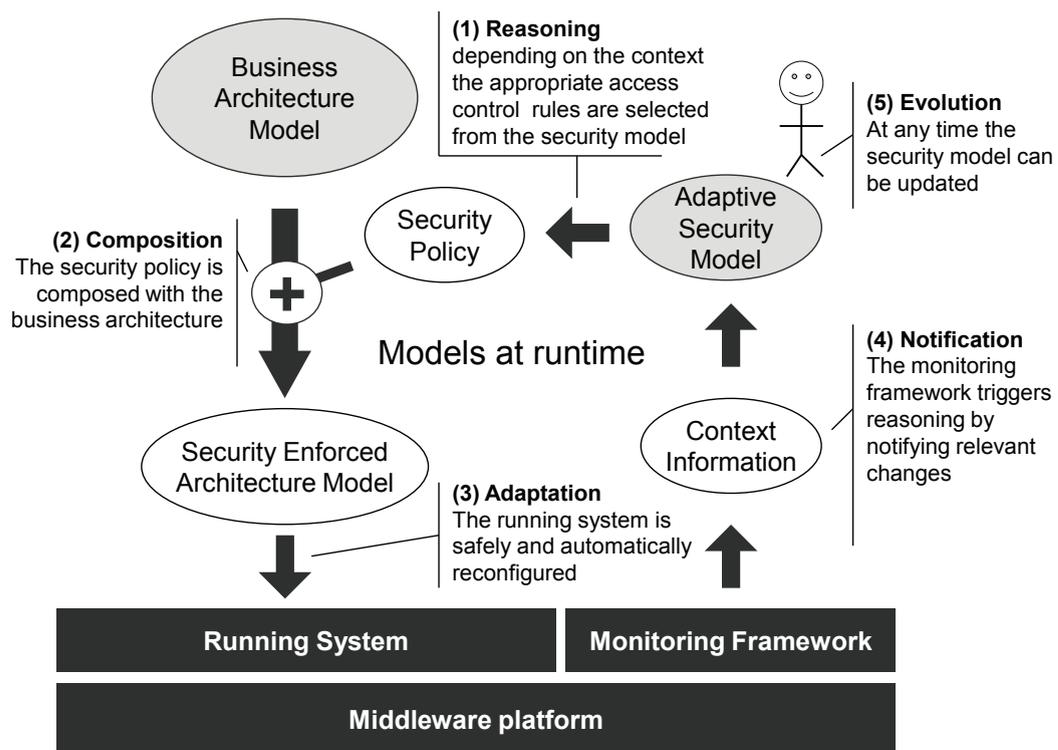 Business
Architecture
Model
(1) Reasoning
depending on the context
the appropriate access
control rules are selected
from the security model
(5) Evolution
At any time the
security model can
be updated
Adaptive
Security
Model
Security
Policy
(2) Composition
The security policy is
composed with the
business architecture
+
Models at runtime
(4) Notification
The monitoring
framework triggers
reasoning by
notifying relevant
changes
Context
Information
Security Enforced
Architecture Model
(3) Adaptation
The running system is
safely and automatically
reconfigured
Running System
Monitoring Framework
Middleware platform